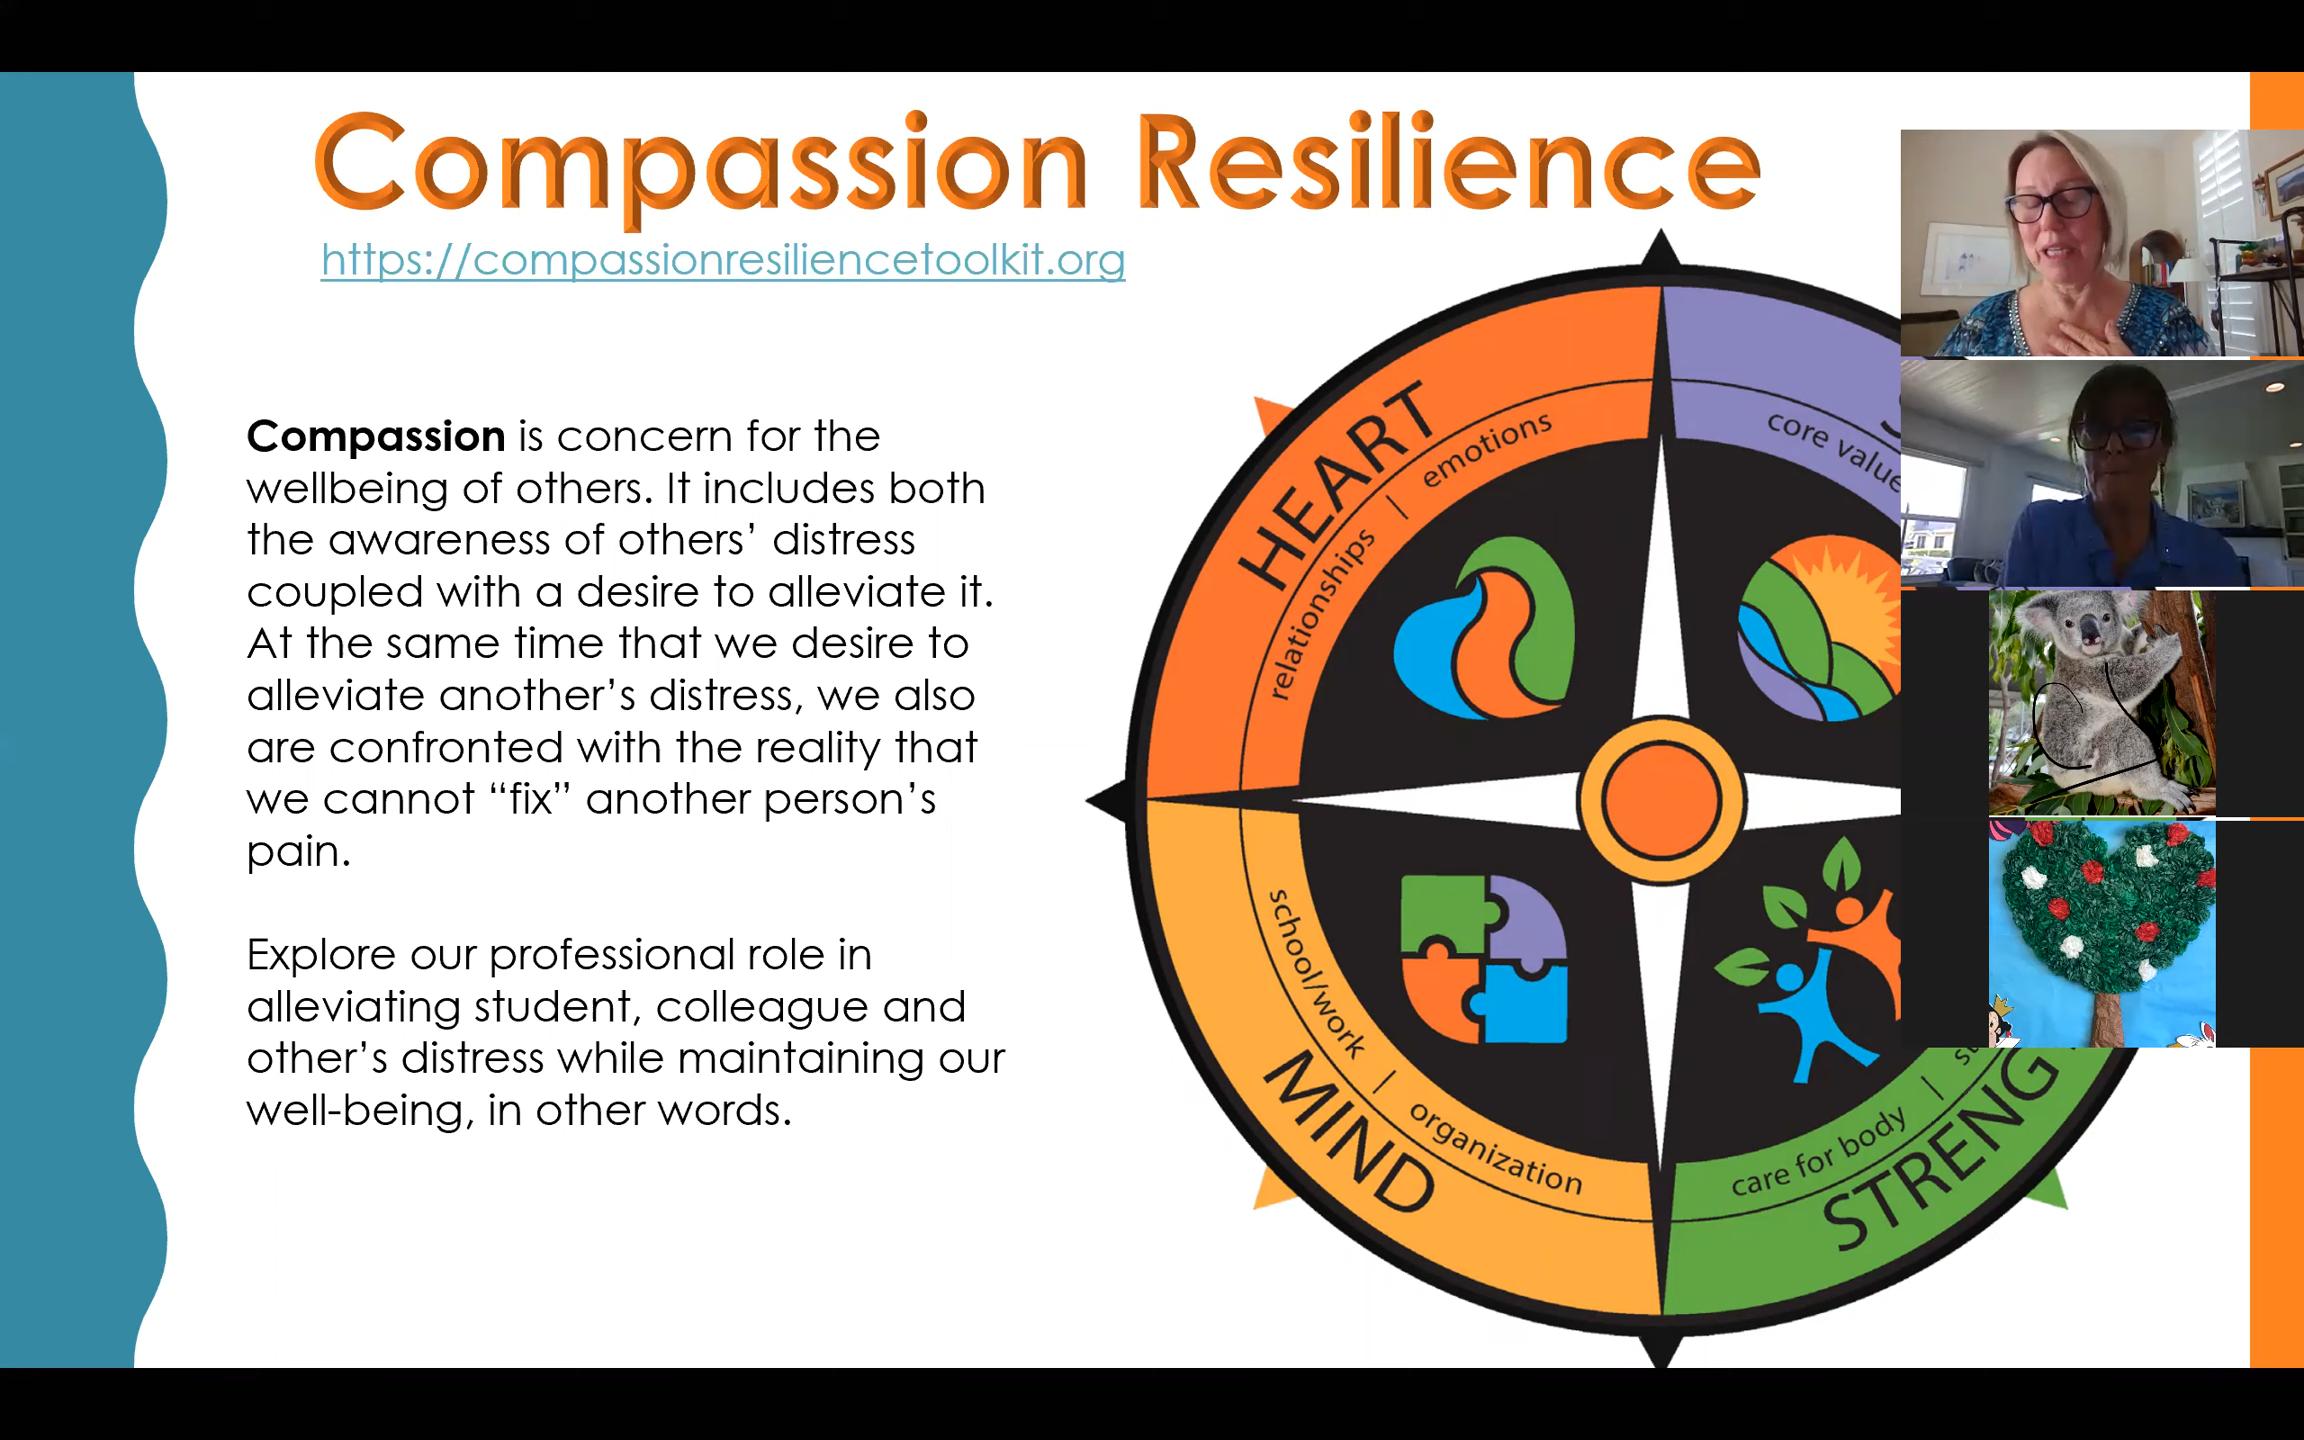 Compassion Resilience
https://compassionresiliencetoolkit.org
Compassion is concern for the
wellbeing of others. It includes both
the awareness of others’ distress
coupled with a desire to alleviate it.
At the same time that we desire to
alleviate another’s distress, we also
are confronted with the reality that
we cannot “fix” another person’s
pain.
Explore our professional role in
alleviating student, colleague and
other’s distress while maintaining our
well-being, in other words.
HEART
relationships | emotions
core value
school/work | organization
MIND
care for body |
STRENG